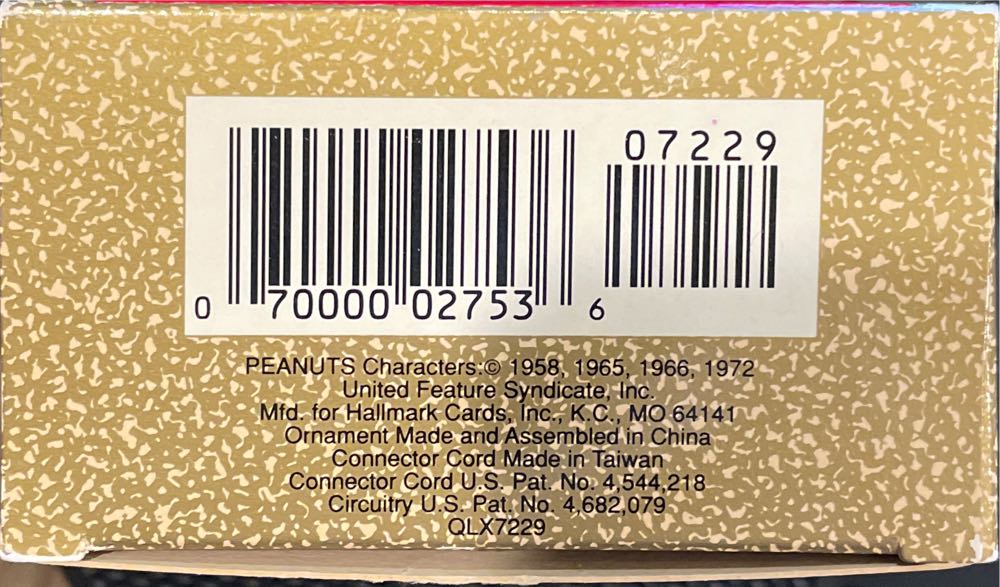 07229
0 70000 02753 6
PEANUTS Characters:© 1958, 1965, 1966, 1972
United Feature Syndicate, Inc.
Mfd. for Hallmark Cards, Inc., K.C., MO 64141
Ornament Made and Assembled in China
Connector Cord Made in Taiwan
Connector Cord U.S. Pat. No. 4,544,218
Circuitry U.S. Pat. No. 4,682,079
QLX7229